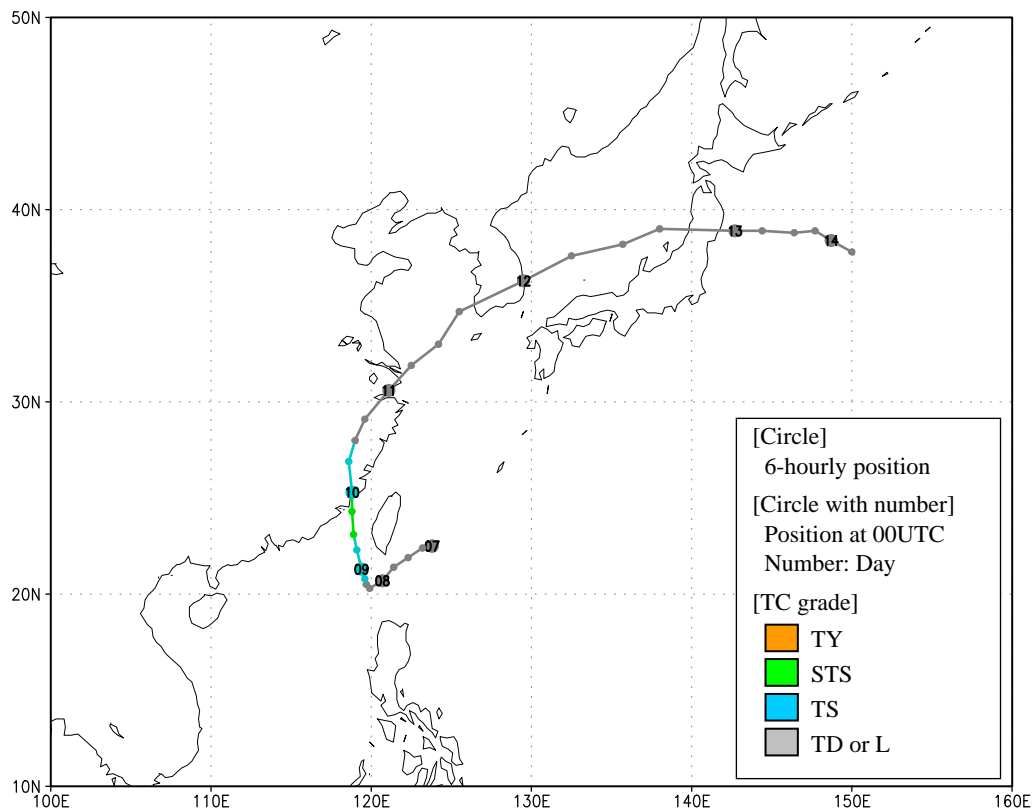 50N
40N
30N
20N
10N
100E 110E 120E 130E 140E 150E 160E
07
08
09
10
11
12
13
14
[Circle]
6-hourly position
[Circle with number]
Position at 00UTC
Number: Day
[TC grade]
TY
STS
TS
TD or L